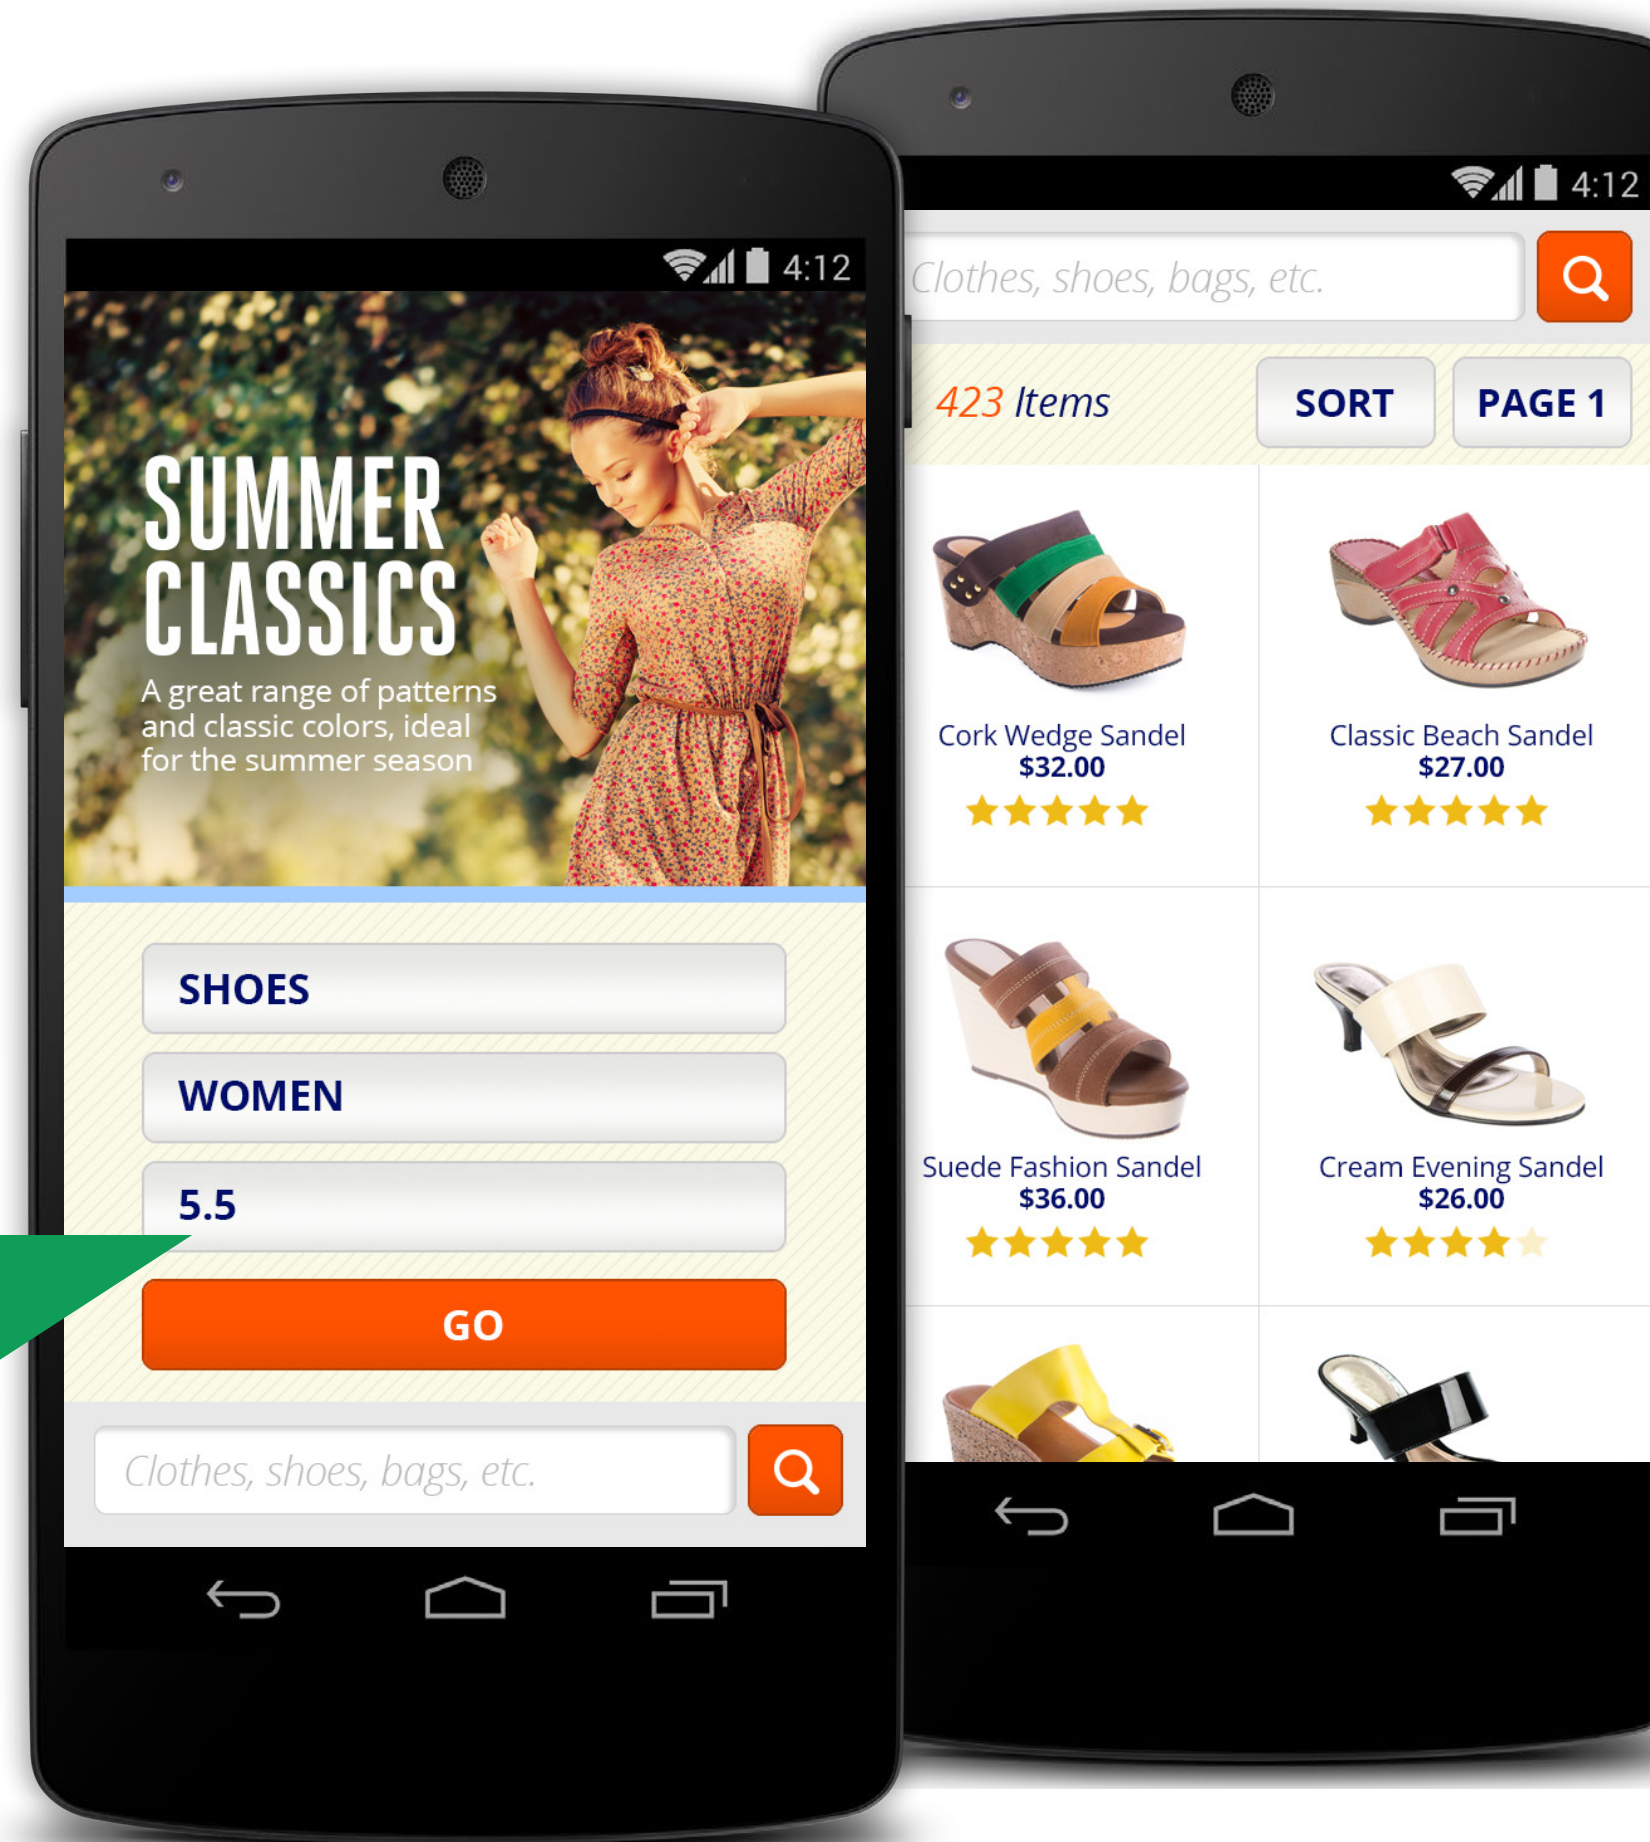 4:12
SUMMER
CLASSICS
A great range of patterns
and classic colors, ideal
for the summer season
SHOES
WOMEN
5.5
GO
Clothes, shoes, bags, etc.
4:12
Clothes, shoes, bags, etc.
423 Items
SORT
PAGE 1
Cork Wedge Sandel
$32.00
Classic Beach Sandel
$27.00
Suede Fashion Sandel
$36.00
Cream Evening Sandel
$26.00